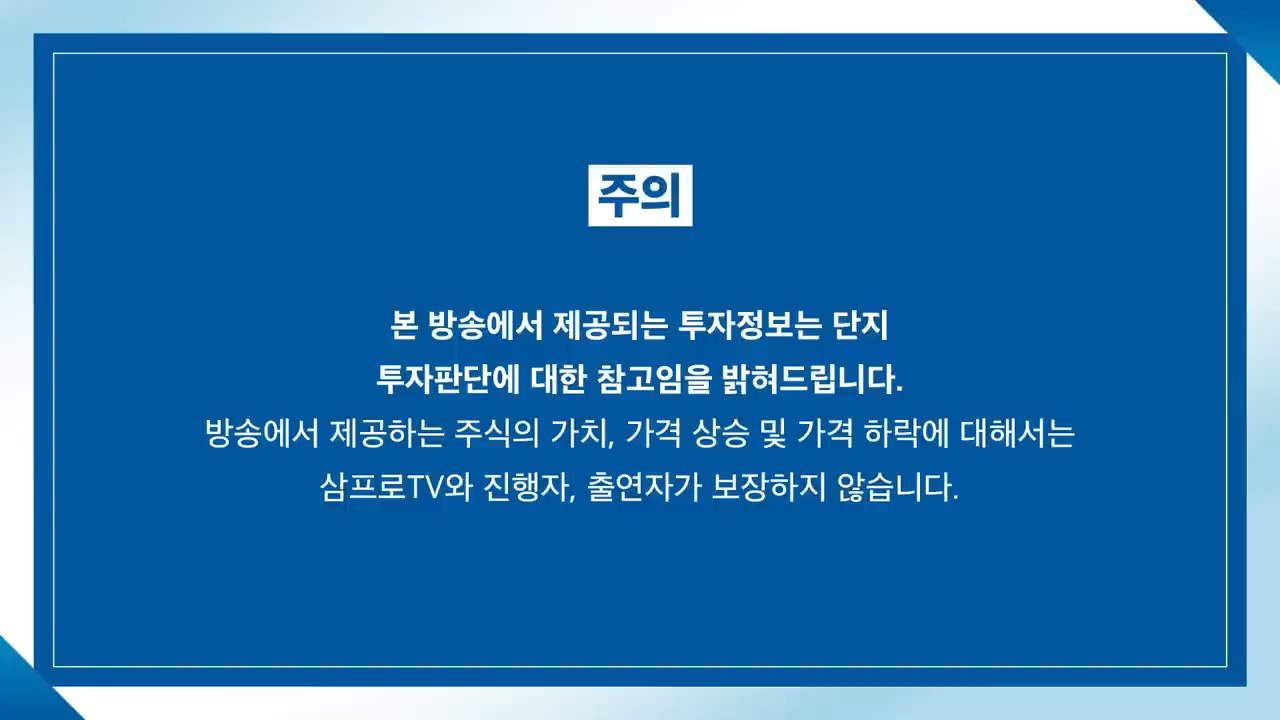 주의
본 방송에서 제공되는 투자정보는 단지
투자판단에 대한 참고임을 밝혀드립니다.
방송에서 제공하는 주식의 가치, 가격 상승 및 가격 하락에 대해서는
삼프로TV와 진행자, 출연자가 보장하지 않습니다.